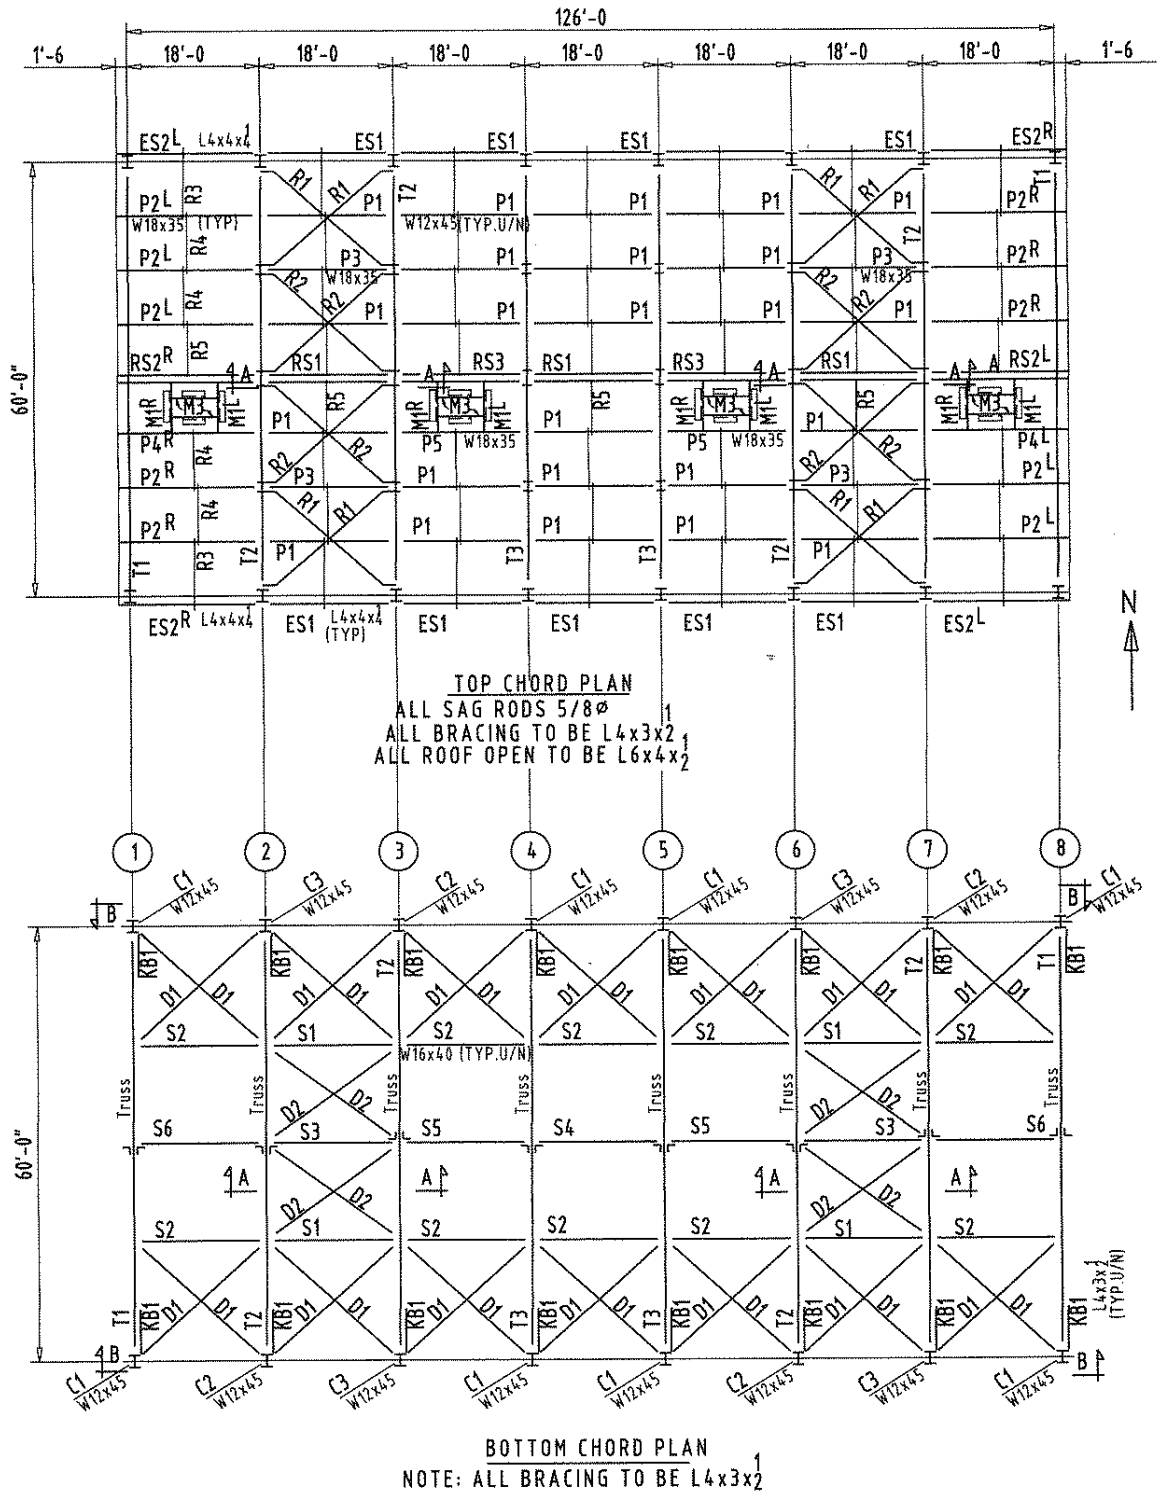 126'-0
1'-6 18'-0 18'-0 18'-0 18'-0 18'-0 18'-0 18'-0 1'-6
ES2L L4x4x1/4 ES1 ES1 ES1 ES1 ES1 ES2R
R3 R1 R1 T2 R1 R1 T1
P2L P1 P1 P1 P1 P1 P2R
W18x35 (TYP) W12x45(TYP.U/N)
R4 T2
P2L P3 P1 P1 P1 P3 P2R
W18x35 W18x35
R4 R2 R2 R2 R2
P2L P1 P1 P1 P1 P1 P2R
60'-0"
R5
RS2R A RS1 RS3 RS1 RS3 A RS1 A RS2L
A A
M1R M3 M1L R5 M1R M3 M1L R5 M1R M3 M1L R5 M1R M3 M1L
P1 P1 P1
P4R P5 W18x35 P5 W18x35 P4L
R4 R2 R2 R2 R2
P2R P3 P1 P1 P1 P3 P2L
R4 R1 R1 R1 R1
P2R P1 P1 P1 P1 P1 P2L
T1 R3 T2 T3 T3 T2
ES2R L4x4x1/4 ES1 L4x4x1/4 ES1 ES1 ES1 ES1 ES2L
(TYP)
N
TOP CHORD PLAN
ALL SAG RODS 5/8ø
ALL BRACING TO BE L4x3x1/2
ALL ROOF OPEN TO BE L6x4x1/2
1 2 3 4 5 6 7 8
C1 C3 C2 C1 C1 C3 C2 C1
W12x45 W12x45 W12x45 W12x45 W12x45 W12x45 W12x45 W12x45
B B
KB1 KB1 T2 KB1 KB1 KB1 KB1 T2 KB1 T1 KB1
D1 D1 D1 D1 D1 D1 D1 D1 D1 D1 D1 D1 D1 D1
S2 S1 S2 S2 S2 S1 S2
W16x40 (TYP.U/N)
Truss Truss Truss Truss Truss Truss Truss Truss
D2 D2 D2 D2
S6 S3 S5 S4 S5 S3 S6
60'-0"
A A A A
D2 D2 D2 D2
S2 S1 S2 S2 S2 S1 S2
L4x3x1/2
(TYP.U/N)
T1 KB1 T2 KB1 KB1 T3 KB1 T3 KB1 T2 KB1 KB1 KB1
D1 D1 D1 D1 D1 D1 D1 D1 D1 D1 D1 D1 D1 D1
B B
C1 C2 C3 C1 C1 C2 C3 C1
W12x45 W12x45 W12x45 W12x45 W12x45 W12x45 W12x45 W12x45
BOTTOM CHORD PLAN
NOTE: ALL BRACING TO BE L4x3x1/2